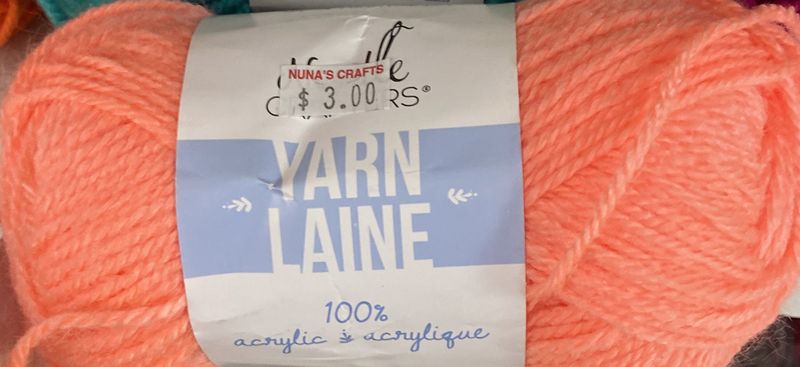 NUNA'S CRAFTS
$ 3.00
YARN
LAINE
100%
acrylic acrylique